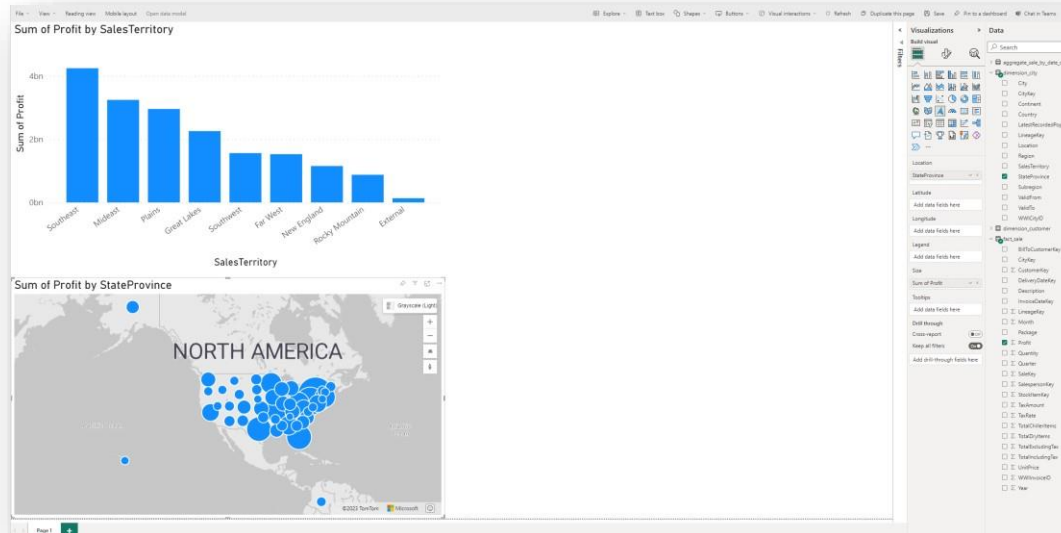 File View Reading view Mobile layout Open data model Explore Text box Shapes Buttons Visual interactions Refresh Duplicate this page Save Pin to a dashboard Chat in Teams
Sum of Profit by SalesTerritory
Sum of Profit
4bn
2bn
0bn
Southeast
Mideast
Plains
Great Lakes
Southwest
Far West
New England
Rocky Mountain
External
SalesTerritory
Sum of Profit by StateProvince
Grayscale (Light)
NORTH AMERICA
©2023 TomTom Microsoft
Page 1
Filters
Visualizations
Build visual
Location
StateProvince
Latitude
Add data fields here
Longitude
Add data fields here
Legend
Add data fields here
Size
Sum of Profit
Tooltips
Add data fields here
Drill through
Cross-report
Off
Keep all filters
On
Add drill-through fields here
Data
Search
aggregate_sale_by_date_
dimension_city
City
CityKey
Continent
Country
LatestRecordedPop
LineageKey
Location
Region
SalesTerritory
StateProvince
Subregion
ValidFrom
ValidTo
WWICityID
dimension_customer
fact_sale
BillToCustomerKey
CityKey
CustomerKey
DeliveryDateKey
Description
InvoiceDateKey
LineageKey
Month
Package
Profit
Quantity
Quarter
SaleKey
SalespersonKey
StockItemKey
TaxAmount
TaxRate
TotalChillerItems
TotalDryItems
TotalExcludingTax
TotalIncludingTax
UnitPrice
WWIInvoiceID
Year